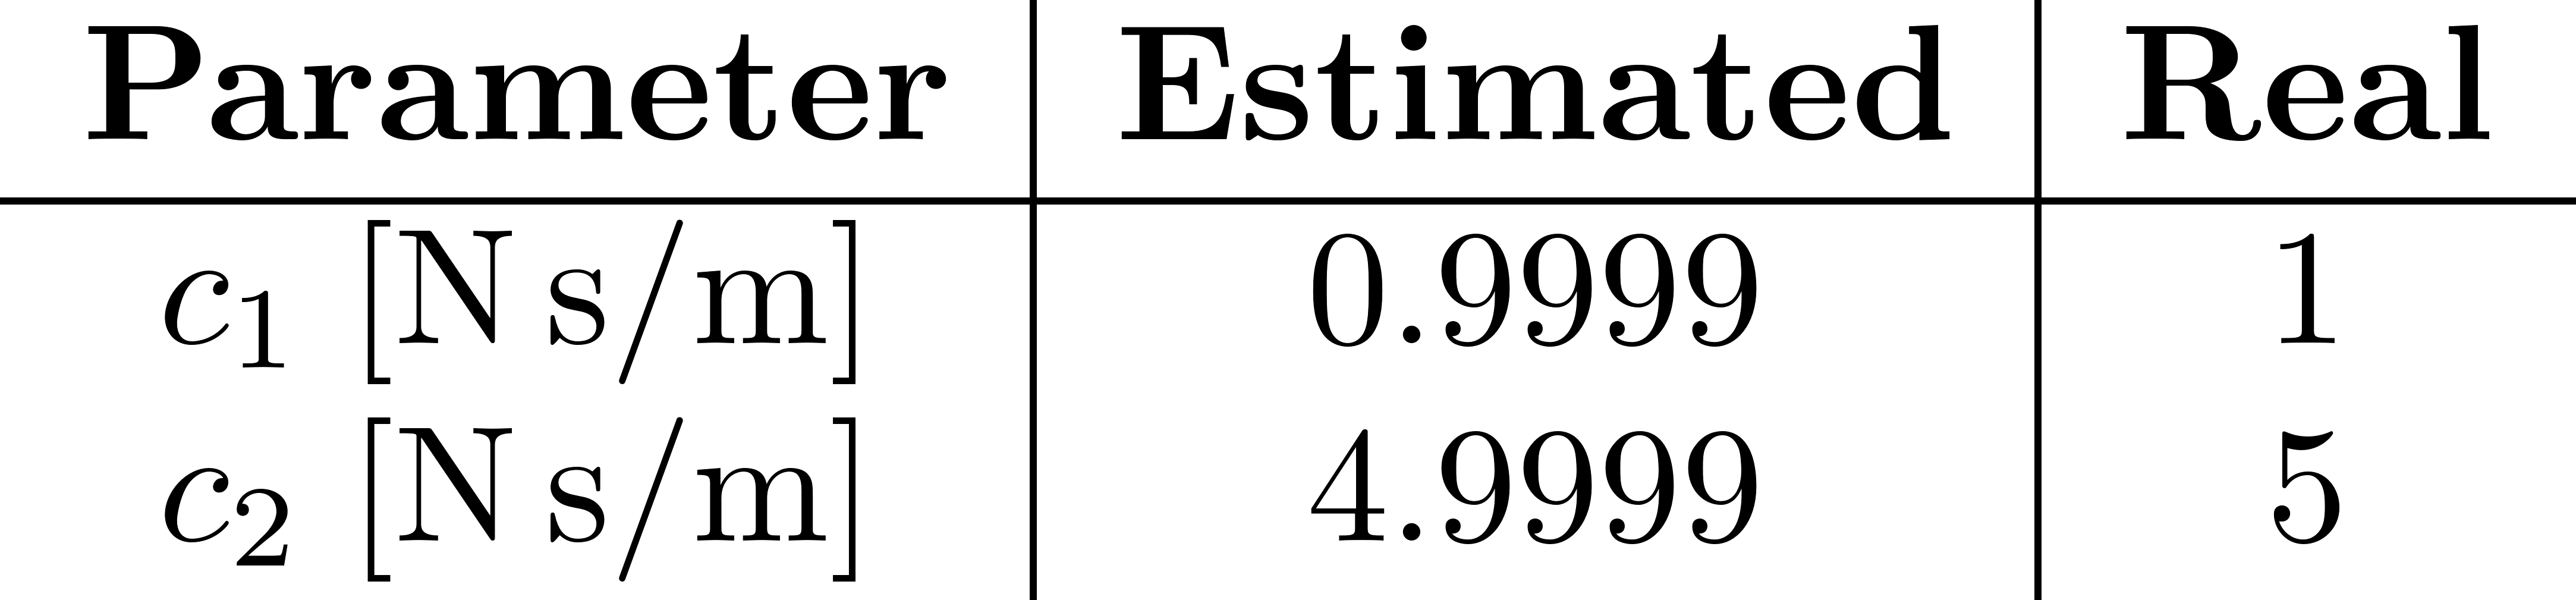 Parameter Estimated Real
c₁ [N s/m] 0.9999 1
c₂ [N s/m] 4.9999 5